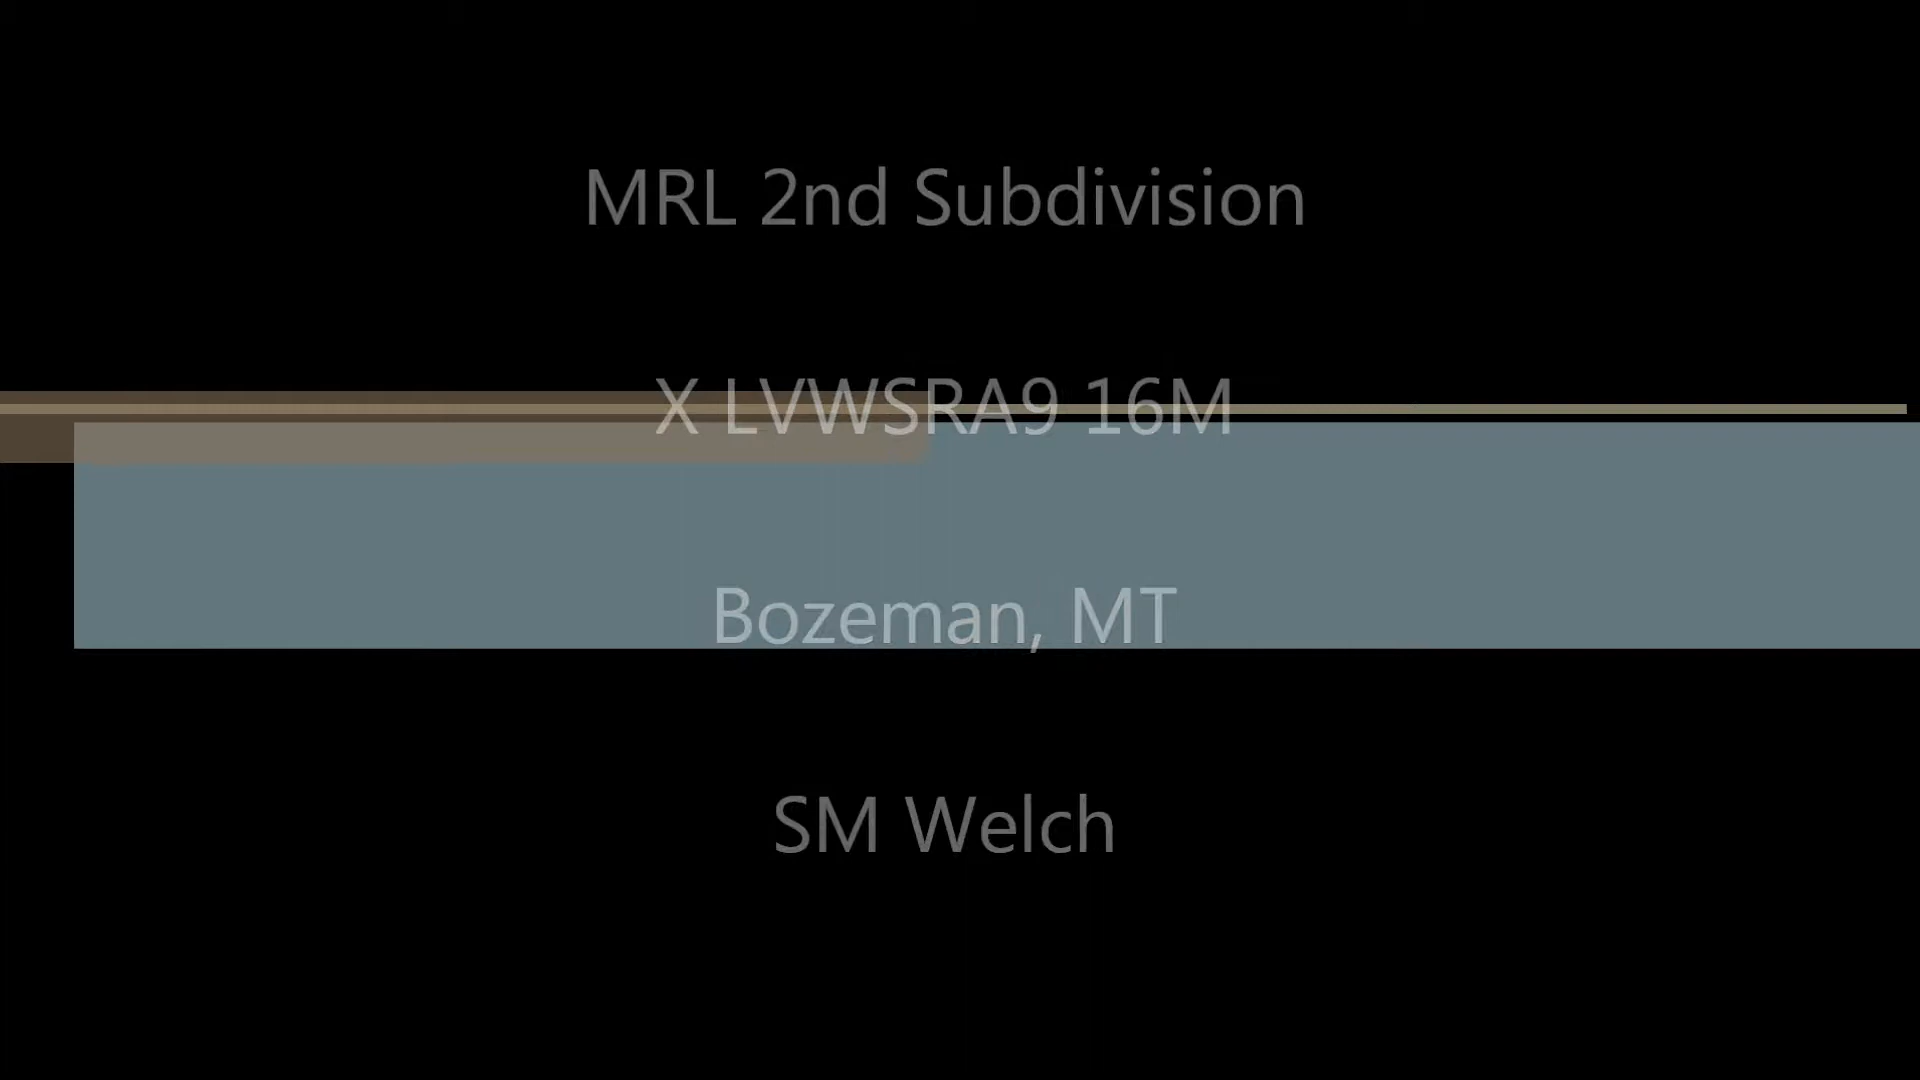 MRL 2nd Subdivision
X LVWSRA9 16M
Bozeman, MT
SM Welch